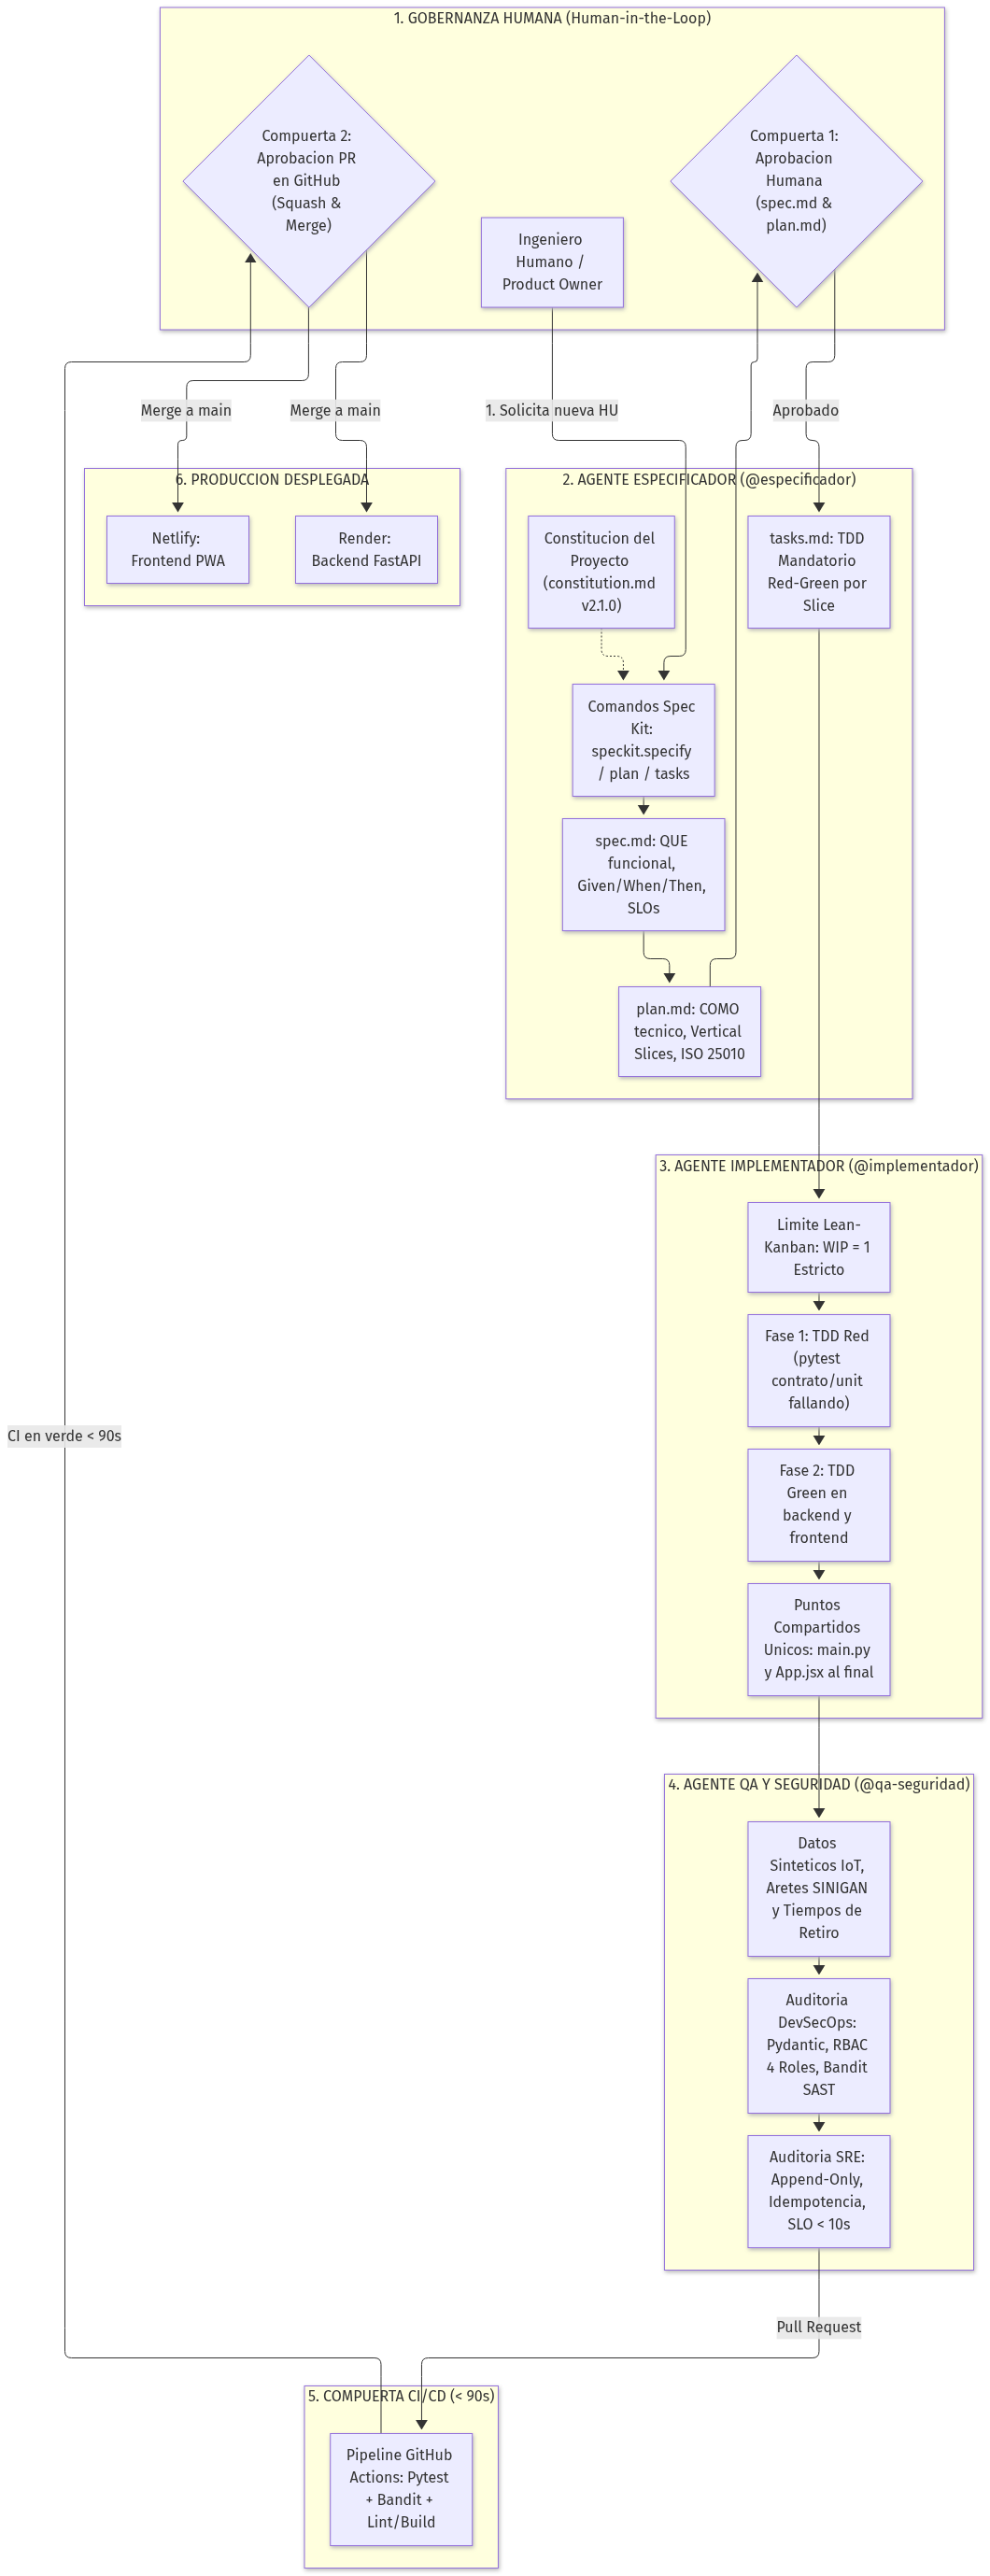 1. GOBERNANZA HUMANA (Human-in-the-Loop)
Compuerta 2:
Aprobacion PR
en GitHub
(Squash &
Merge)
Compuerta 1:
Aprobacion
Humana
(spec.md &
plan.md)
Ingeniero
Humano /
Product Owner
Merge a main
Merge a main
1. Solicita nueva HU
Aprobado
6. PRODUCCION DESPLEGADA
Netlify:
Frontend PWA
Render:
Backend FastAPI
2. AGENTE ESPECIFICADOR (@especificador)
Constitucion del
Proyecto
(constitution.md
v2.1.0)
tasks.md: TDD
Mandatorio
Red-Green por
Slice
Comandos Spec
Kit:
speckit.specify
/ plan / tasks
spec.md: QUE
funcional,
Given/When/Then,
SLOs
plan.md: COMO
tecnico, Vertical
Slices, ISO 25010
3. AGENTE IMPLEMENTADOR (@implementador)
Limite Lean-
Kanban: WIP = 1
Estricto
Fase 1: TDD Red
(pytest
contrato/unit
fallando)
CI en verde < 90s
Fase 2: TDD
Green en
backend y
frontend
Puntos
Compartidos
Unicos: main.py
y App.jsx al final
4. AGENTE QA Y SEGURIDAD (@qa-seguridad)
Datos
Sinteticos IoT,
Aretes SINIGAN
y Tiempos de
Retiro
Auditoria
DevSecOps:
Pydantic, RBAC
4 Roles, Bandit
SAST
Auditoria SRE:
Append-Only,
Idempotencia,
SLO < 10s
Pull Request
5. COMPUERTA CI/CD (< 90s)
Pipeline GitHub
Actions: Pytest
+ Bandit +
Lint/Build